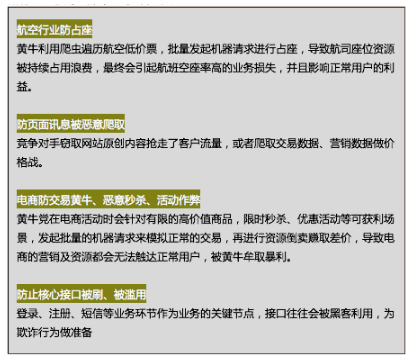 航空行业防占座
黄牛利用爬虫遍历航空低价票，批量发起机器请求进行占座，导致航司座位资源
被持续占用浪费，最终会引起航班空座率高的业务损失，并且影响正常用户的利
益。
防页面讯息被恶意爬取
竞争对手窃取网站原创内容抢走了客户流量，或者爬取交易数据、营销数据做价
格战。
电商防交易黄牛、恶意秒杀、活动作弊
黄牛党在电商活动时会针对有限的高价值商品，限时秒杀、优惠活动等可获利场
景，发起批量的机器请求来模拟正常的交易，再进行资源倒卖赚取差价，导致电
商的营销及资源都会无法触达正常用户，被黄牛牟取暴利。
防止核心接口被刷、被滥用
登录、注册、短信等业务环节作为业务的关键节点，接口往往会被黑客利用，为
欺诈行为做准备